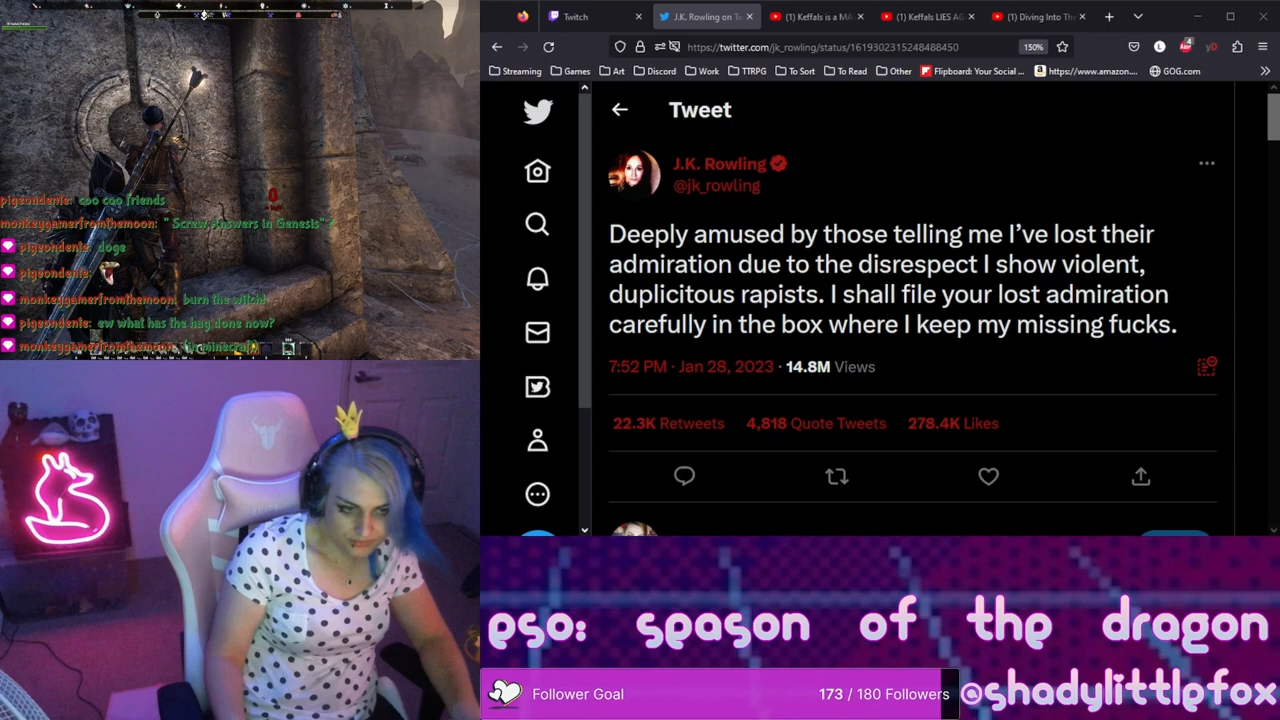 pigeondenie: coo coo friends
monkeygamerfromthemoon: " Screw Answers in Genesis"?
pigeondenie: doge
pigeondenie:
monkeygamerfromthemoon: burn the witch!
pigeondenie: ew what has the hag done now?
monkeygamerfromthemoon: (in minecraft)
Twitch
J.K. Rowling on Tw
(1) Keffals is a MA
(1) Keffals LIES AG
(1) Diving Into The
https://twitter.com/jk_rowling/status/1619302315248488450
150%
Streaming Games Art Discord Work TTRPG To Sort To Read Other Flipboard: Your Social ... https://www.amazon.... GOG.com
Tweet
J.K. Rowling
@jk_rowling
Deeply amused by those telling me I’ve lost their
admiration due to the disrespect I show violent,
duplicitous rapists. I shall file your lost admiration
carefully in the box where I keep my missing fucks.
7:52 PM · Jan 28, 2023 · 14.8M Views
22.3K Retweets 4,818 Quote Tweets 278.4K Likes
eso: season of the dragon
Follower Goal 173 / 180 Followers
@shadylittlefox